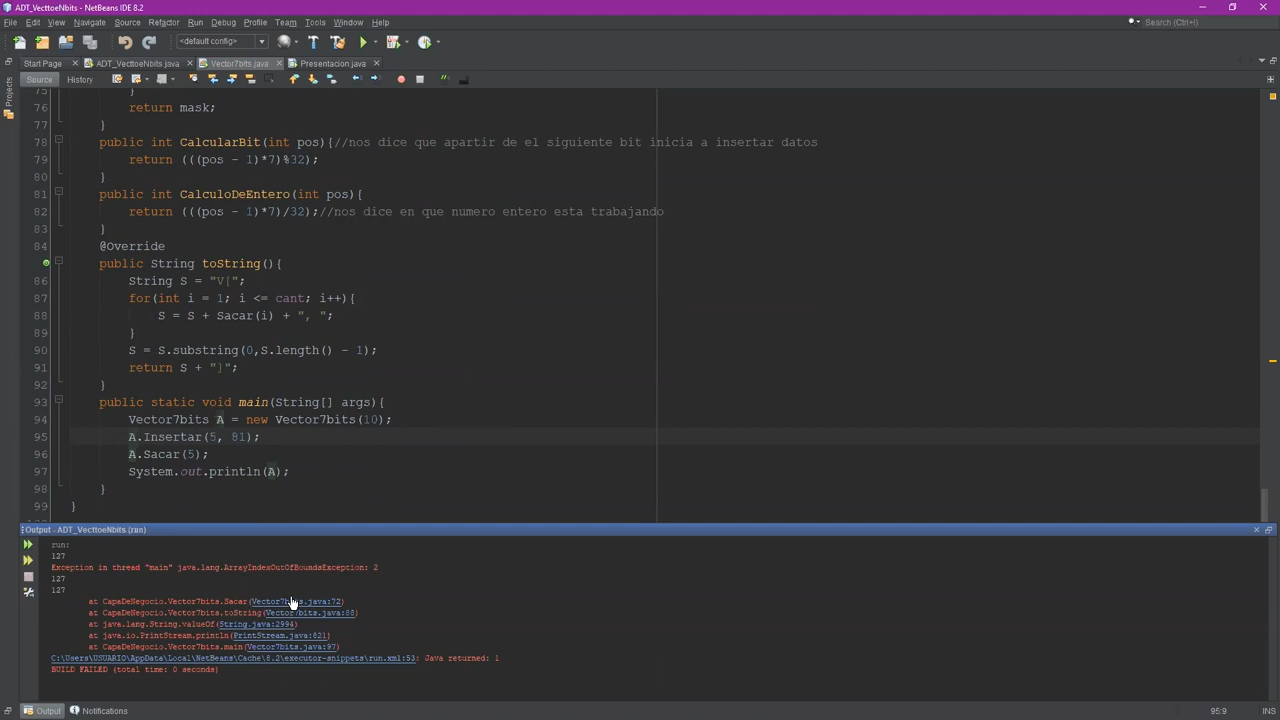 ADT_VecttoeNbits - NetBeans IDE 8.2
File Edit View Navigate Source Refactor Run Debug Profile Team Tools Window Help
Search (Ctrl+I)
<default config>
Start Page ADT_VecttoeNbits.java Vector7bits.java Presentacion.java
Source History
Projects
75 }
76 return mask;
77 }
78 public int CalcularBit(int pos){//nos dice que apartir de el siguiente bit inicia a insertar datos
79 return (((pos - 1)*7)%32);
80 }
81 public int CalculoDeEntero(int pos){
82 return (((pos - 1)*7)/32);//nos dice en que numero entero esta trabajando
83 }
84 @Override
public String toString(){
86 String S = "V[";
87 for(int i = 1; i <= cant; i++){
88 S = S + Sacar(i) + ", ";
89 }
90 S = S.substring(0,S.length() - 1);
91 return S + "]";
92 }
93 public static void main(String[] args){
94 Vector7bits A = new Vector7bits(10);
95 A.Insertar(5, 81);
96 A.Sacar(5);
97 System.out.println(A);
98 }
99 }
Output - ADT_VecttoeNbits (run)
run:
127
Exception in thread "main" java.lang.ArrayIndexOutOfBoundsException: 2
127
127
at CapaDeNegocio.Vector7bits.Sacar(Vector7bits.java:72)
at CapaDeNegocio.Vector7bits.toString(Vector7bits.java:88)
at java.lang.String.valueOf(String.java:2994)
at java.io.PrintStream.println(PrintStream.java:821)
at CapaDeNegocio.Vector7bits.main(Vector7bits.java:97)
C:\Users\USUARIO\AppData\Local\NetBeans\Cache\8.2\executor-snippets\run.xml:53: Java returned: 1
BUILD FAILED (total time: 0 seconds)
Output Notifications
95:9 INS